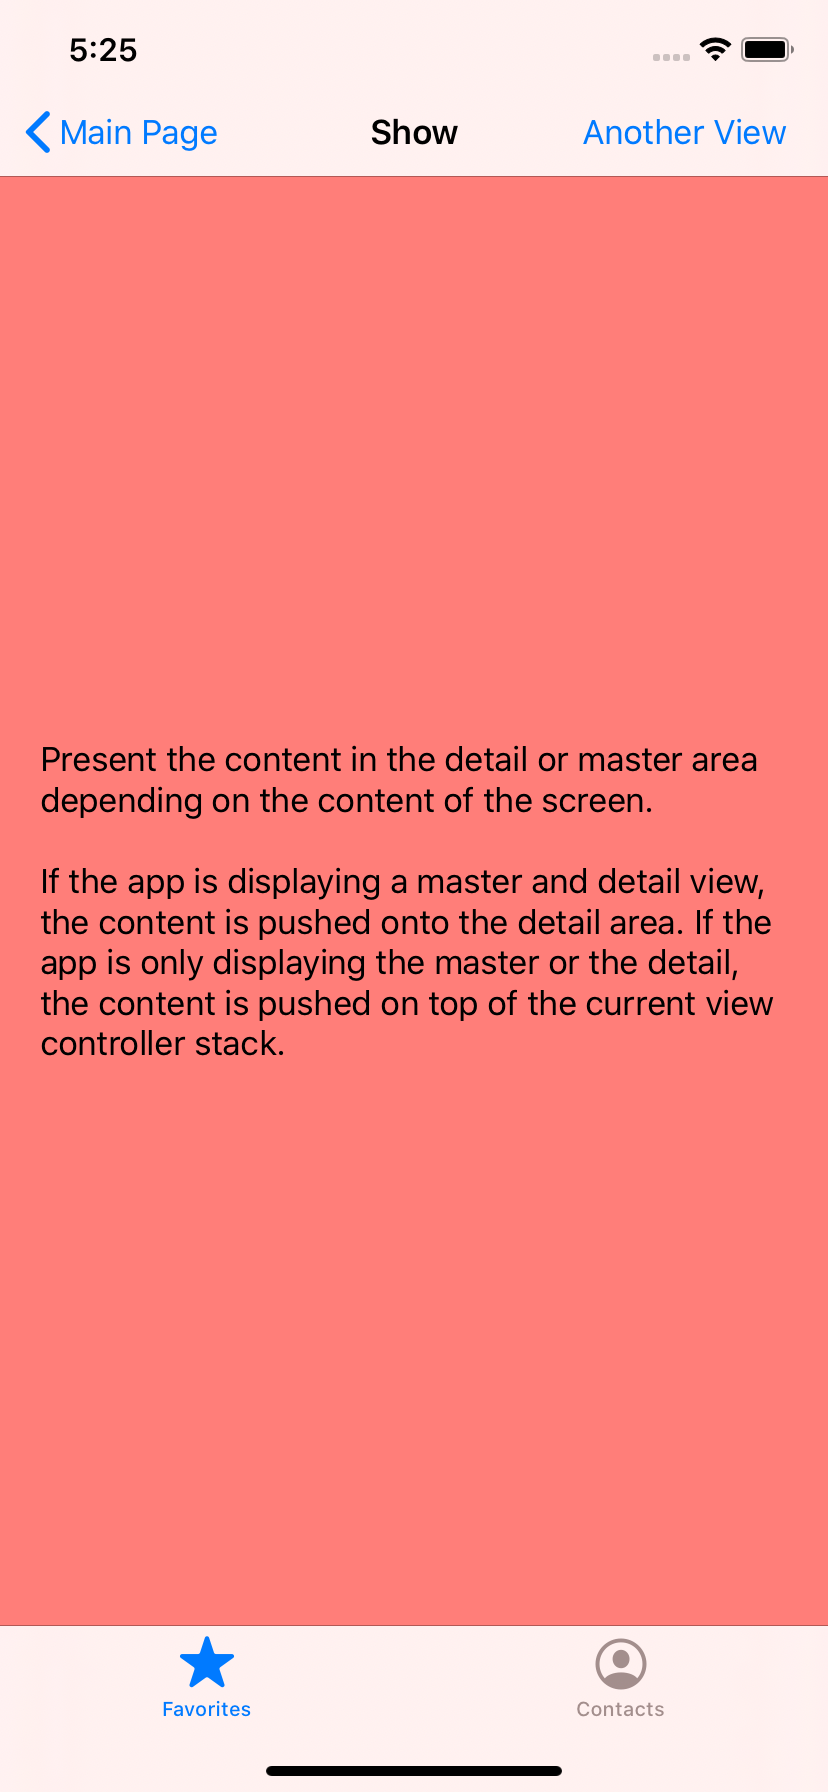 5:25
Main Page
Show
Another View
Present the content in the detail or master area
depending on the content of the screen.
If the app is displaying a master and detail view,
the content is pushed onto the detail area. If the
app is only displaying the master or the detail,
the content is pushed on top of the current view
controller stack.
Favorites
Contacts